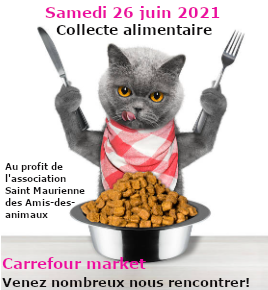 Samedi 26 juin 2021
Collecte alimentaire
Au profit de
l'association
Saint Maurienne
des Amis-des-
animaux
Carrefour market
Venez nombreux nous rencontrer!